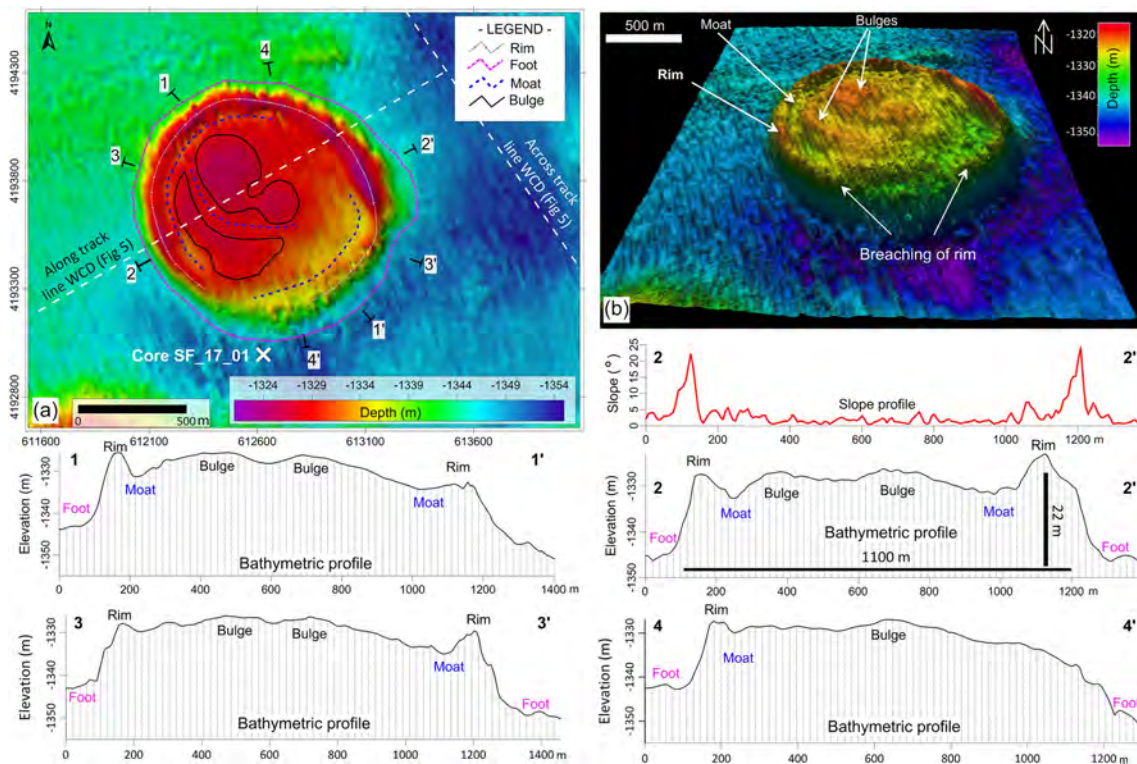 N
4
- LEGEND -
Rim
Foot
Moat
Bulge
1
3
2'
2
3'
1'
4'
Along track
line WCD (Fig 5)
Across track
line WCD (Fig 5)
Core SF_17_01
4194300
4193800
4193300
4192800
-1324 -1329 -1334 -1339 -1344 -1349 -1354
Depth (m)
(a)
0 500 m
611600 612100 612600 613100 613600
500 m
Moat
Bulges
Rim
N
Breaching of rim
(b)
Depth (m)
-1320
-1330
-1340
-1350
2 2'
Slope profile
Slope (°)
25
20
15
10
5
0
0 200 400 600 800 1000 1200 m
1 1'
Rim
Bulge Bulge
Rim
Moat
Moat
Foot
Bathymetric profile
Elevation (m)
-1330
-1340
-1350
0 200 400 600 800 1000 1200 1400 m
2 2'
Rim
Rim
Moat
Bulge
Bulge
Moat
Foot
Foot
22 m
Bathymetric profile
1100 m
Elevation (m)
-1330
-1340
-1350
0 200 400 600 800 1000 1200 m
3 3'
Rim
Rim
Bulge Bulge
Moat
Foot
Foot
Bathymetric profile
Elevation (m)
-1330
-1340
-1350
0 200 400 600 800 1000 1200 1400 m
4 4'
Rim
Moat
Bulge
Foot
Foot
Bathymetric profile
Elevation (m)
-1330
-1340
-1350
0 200 400 600 800 1000 1200 m